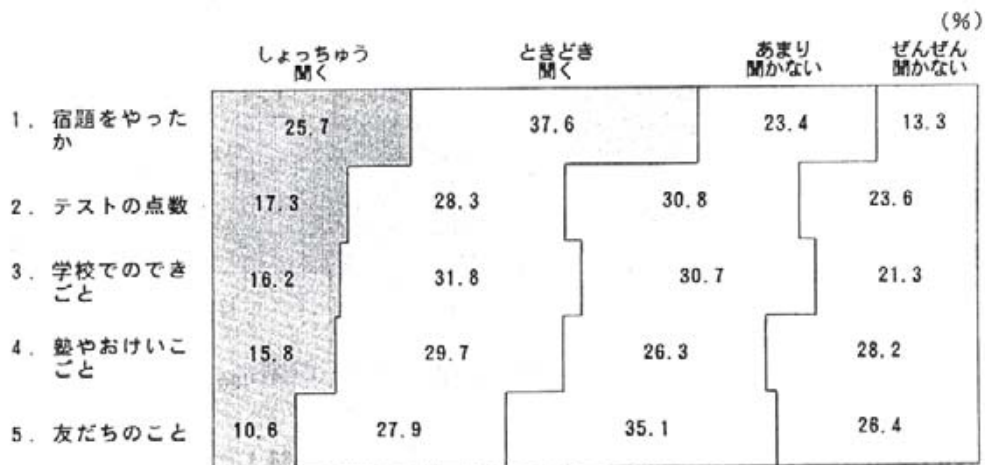 (%)
しょっちゅう 聞く ときどき 聞く あまり 聞かない ぜんぜん 聞かない
1. 宿題をやった
か
25.7 37.6 23.4 13.3
2. テストの点数 17.3 28.3 30.8 23.6
3. 学校でのでき
ごと
16.2 31.8 30.7 21.3
4. 塾やおけいこ
ごと
15.8 29.7 26.3 28.2
5. 友だちのこと 10.6 27.9 35.1 26.4